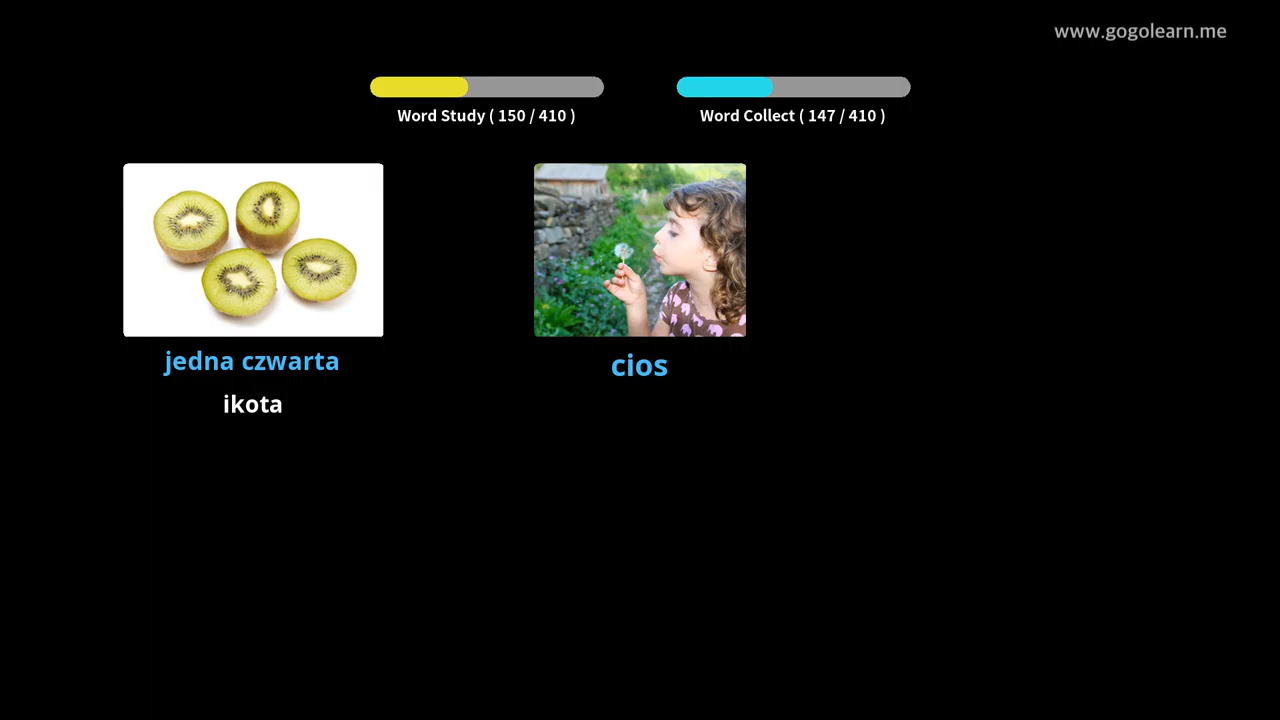 www.gogolearn.me
Word Study ( 150 / 410 )
Word Collect ( 147 / 410 )
jedna czwarta
ikota
cios